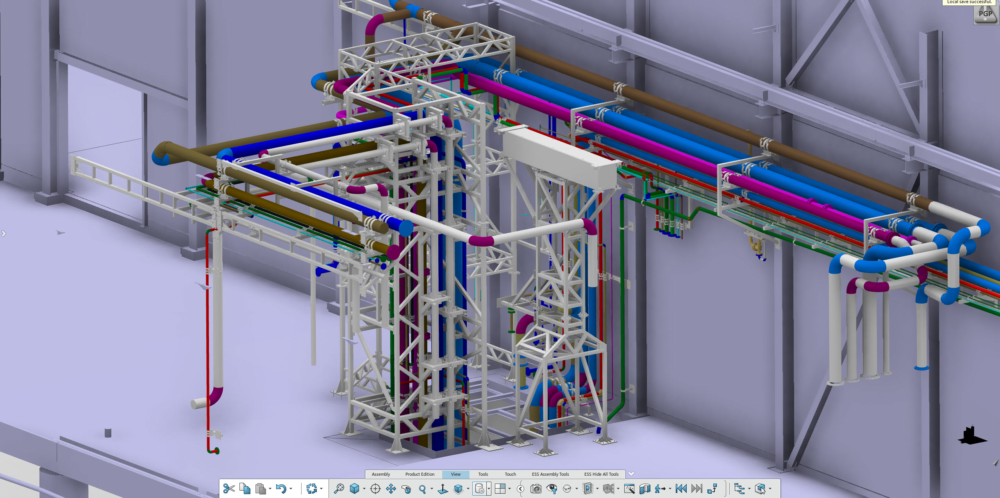 Local save successful.
PGP
Assembly
Product Edition
View
Tools
Touch
ESS Assembly Tools
ESS Hide All Tools